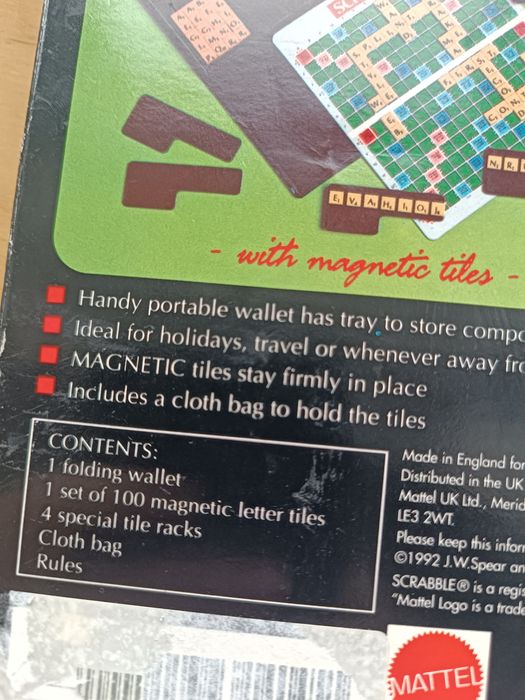 - with magnetic tiles -
Handy portable wallet has tray to store compo
Ideal for holidays, travel or whenever away fro
MAGNETIC tiles stay firmly in place
Includes a cloth bag to hold the tiles
CONTENTS:
1 folding wallet
1 set of 100 magnetic letter tiles
4 special tile racks
Cloth bag
Rules
Made in England for
Distributed in the UK
Mattel UK Ltd., Merid
LE3 2WT.
Please keep this inform
©1992 J.W.Spear an
SCRABBLE® is a regis
"Mattel Logo is a trade
MATTEL